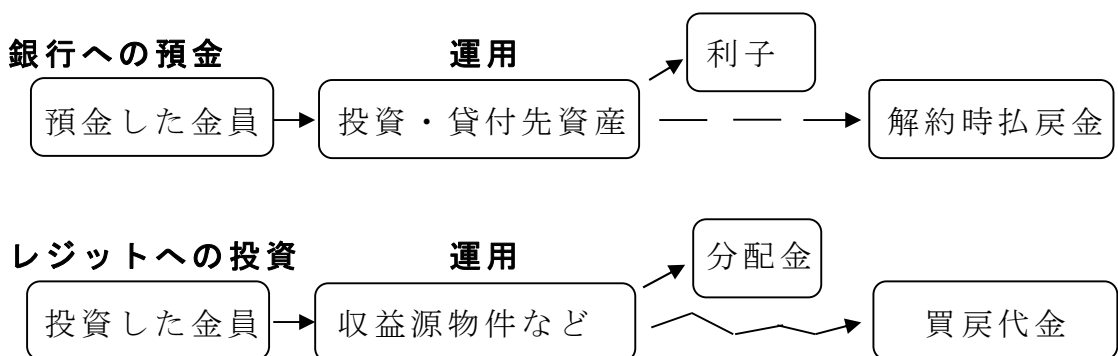 銀行への預金
運用
利子
預金した金員
投資・貸付先資産
解約時払戻金
レジットへの投資
運用
分配金
投資した金員
収益源物件など
買戻代金